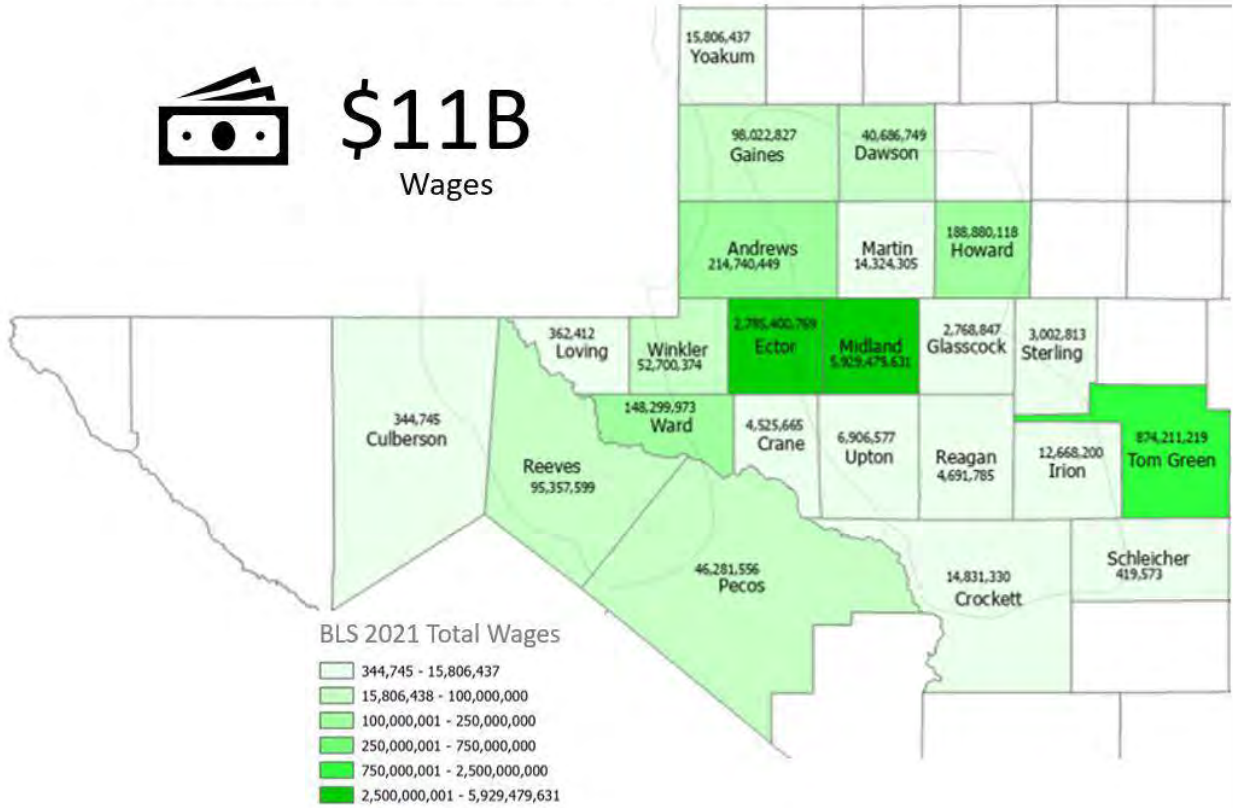 15,806,437
Yoakum
$11B
Wages
98,022,827
Gaines
40,686,749
Dawson
Andrews
214,740,449
Martin
14,324,305
188,880,118
Howard
362,412
Loving
Winkler
52,700,374
Ector
Midland
5,929,479,631
2,768,847
Glasscock
3,002,813
Sterling
344,745
Culberson
Reeves
95,357,599
148,299,973
Ward
4,525,665
Crane
6,906,577
Upton
Reagan
4,691,785
12,668,200
Irion
874,211,219
Tom Green
46,281,556
Pecos
14,831,330
Crockett
Schleicher
419,573
BLS 2021 Total Wages
344,745 - 15,806,437
15,806,438 - 100,000,000
100,000,001 - 250,000,000
250,000,001 - 750,000,000
750,000,001 - 2,500,000,000
2,500,000,001 - 5,929,479,631